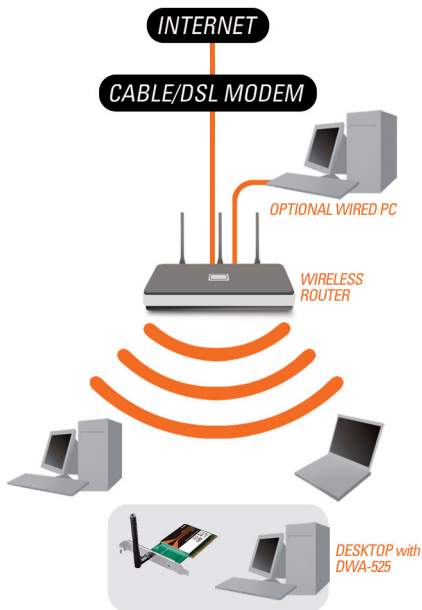 INTERNET
CABLE/DSL MODEM
OPTIONAL WIRED PC
WIRELESS
ROUTER
DESKTOP with
DWA-525